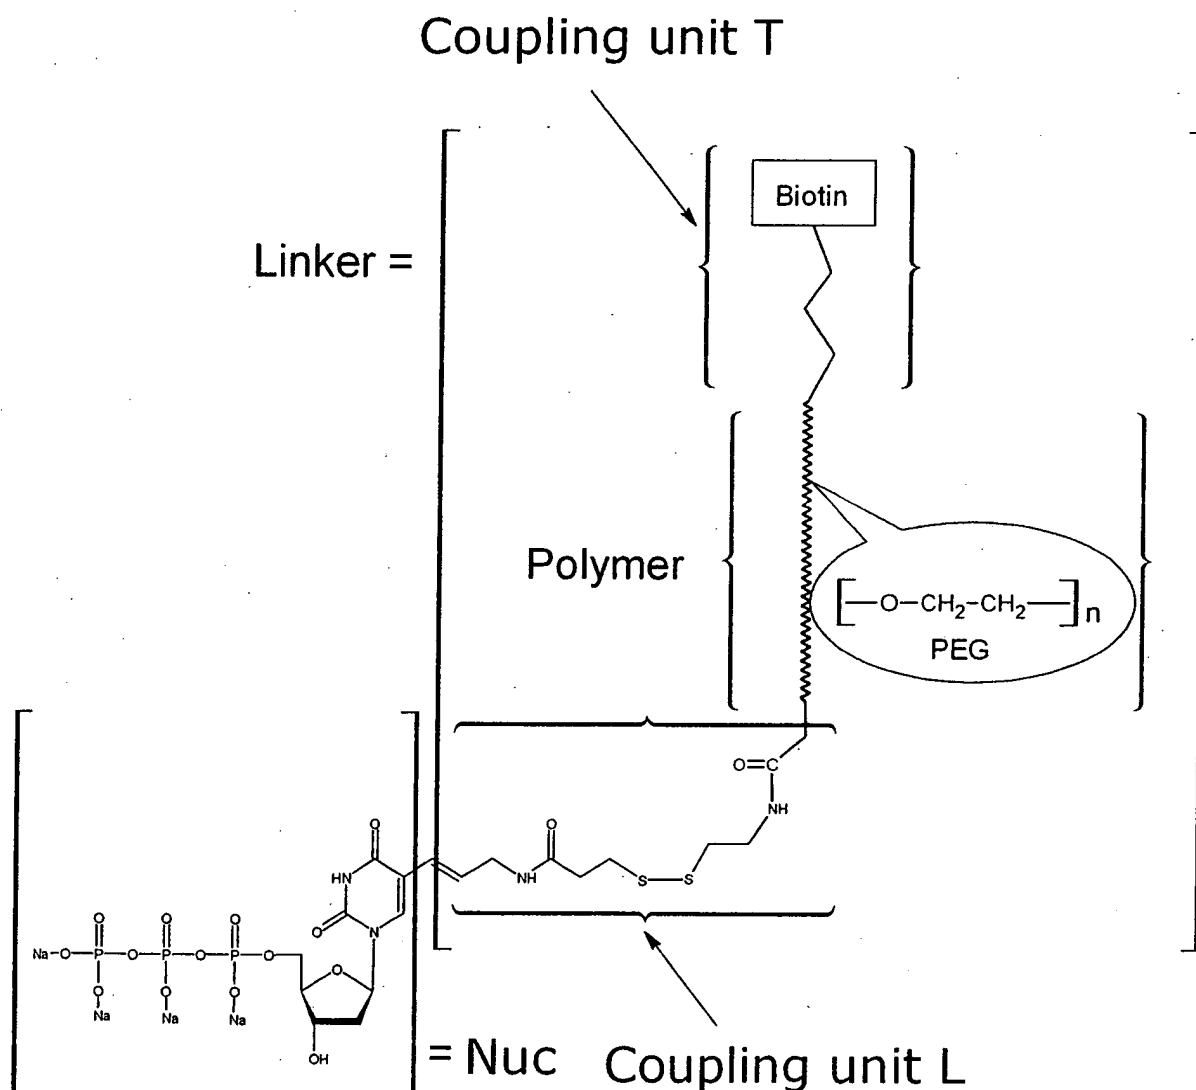 Coupling unit T
Biotin
Linker =
Polymer
[—O—CH₂–CH₂—]n
PEG
O=C
NH
O
NH
S—S
O
HN
O
N
O O O
Na—O—P—O—P—O—P—O
O O O
Na Na Na
O
OH
= Nuc
Coupling unit L